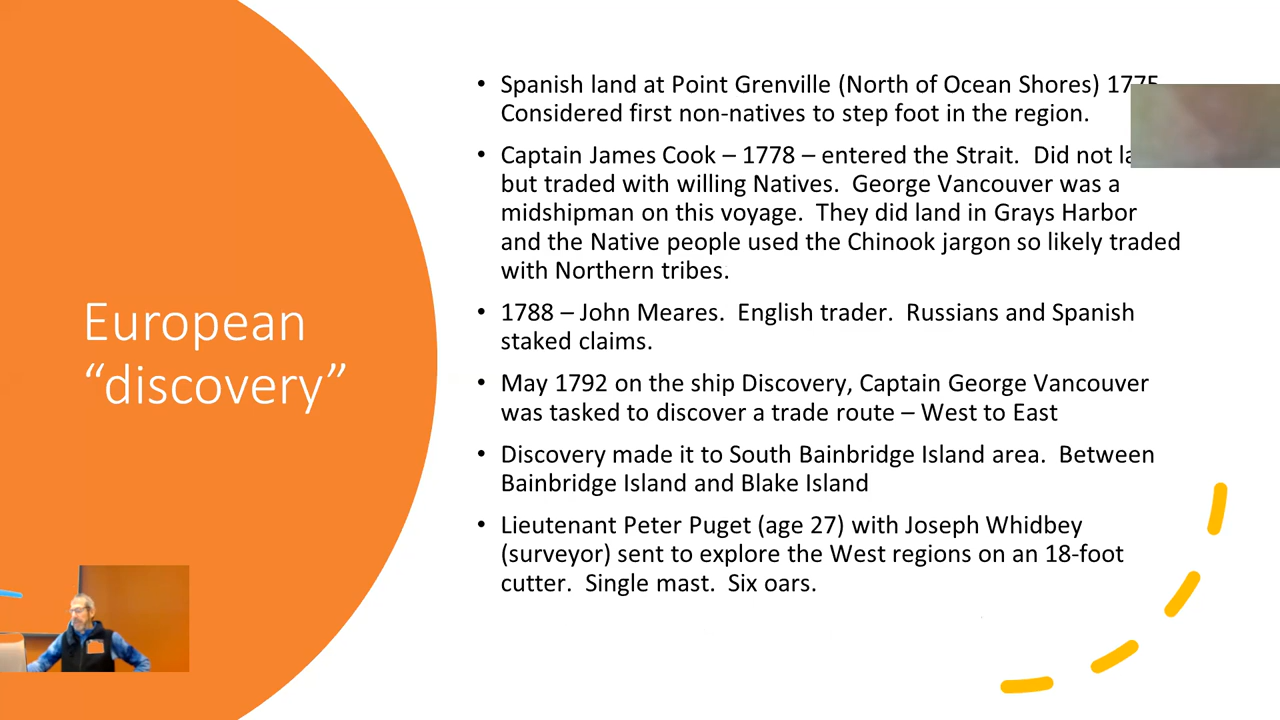 European
“discovery”
• Spanish land at Point Grenville (North of Ocean Shores) 1775
Considered first non-natives to step foot in the region.
• Captain James Cook – 1778 – entered the Strait. Did not
but traded with willing Natives. George Vancouver was a
midshipman on this voyage. They did land in Grays Harbor
and the Native people used the Chinook jargon so likely traded
with Northern tribes.
• 1788 – John Meares. English trader. Russians and Spanish
staked claims.
• May 1792 on the ship Discovery, Captain George Vancouver
was tasked to discover a trade route – West to East
• Discovery made it to South Bainbridge Island area. Between
Bainbridge Island and Blake Island
• Lieutenant Peter Puget (age 27) with Joseph Whidbey
(surveyor) sent to explore the West regions on an 18-foot
cutter. Single mast. Six oars.